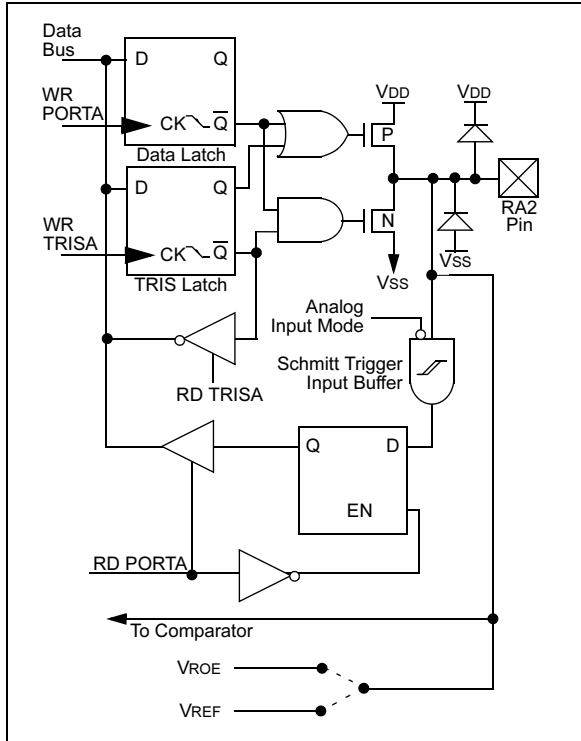 Data
Bus
D
Q
VDD
VDD
WR
PORTA
CK
Q
P
Data Latch
D
Q
RA2
Pin
WR
TRISA
CK
Q
N
VSS
VSS
TRIS Latch
Analog
Input Mode
Schmitt Trigger
Input Buffer
RD TRISA
Q
D
EN
RD PORTA
To Comparator
VROE
VREF